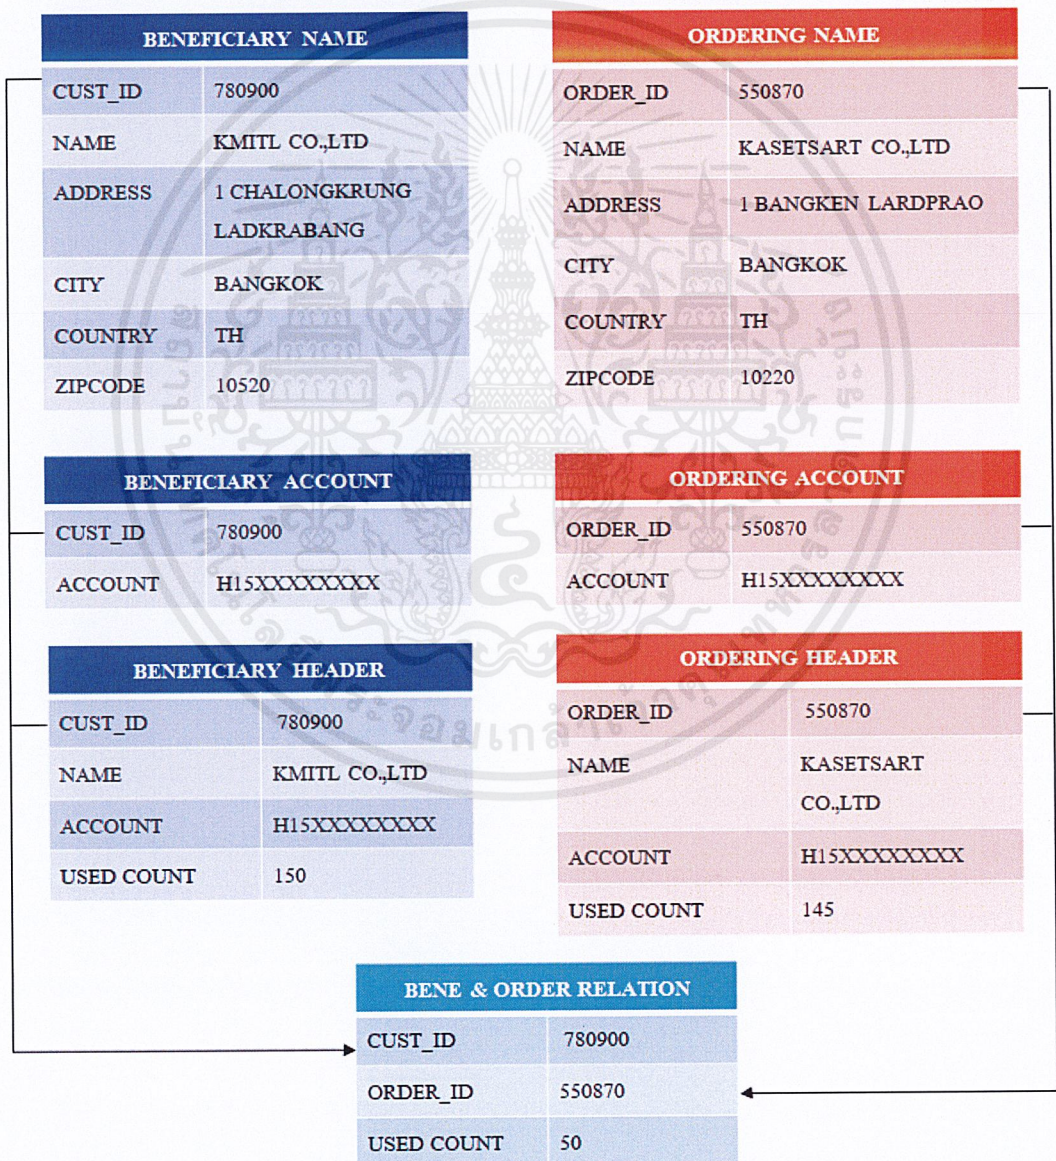 BENEFICIARY NAME
CUST_ID 780900
NAME KMITL CO.,LTD
ADDRESS 1 CHALONGKRUNG
LADKRABANG
CITY BANGKOK
COUNTRY TH
ZIPCODE 10520
ORDERING NAME
ORDER_ID 550870
NAME KASETSART CO.,LTD
ADDRESS 1 BANGKEN LARDPRAO
CITY BANGKOK
COUNTRY TH
ZIPCODE 10220
BENEFICIARY ACCOUNT
CUST_ID 780900
ACCOUNT H15XXXXXXXX
ORDERING ACCOUNT
ORDER_ID 550870
ACCOUNT H15XXXXXXXX
BENEFICIARY HEADER
CUST_ID 780900
NAME KMITL CO.,LTD
ACCOUNT H15XXXXXXXX
USED COUNT 150
ORDERING HEADER
ORDER_ID 550870
NAME KASETSART
CO.,LTD
ACCOUNT H15XXXXXXXX
USED COUNT 145
BENE & ORDER RELATION
CUST_ID 780900
ORDER_ID 550870
USED COUNT 50